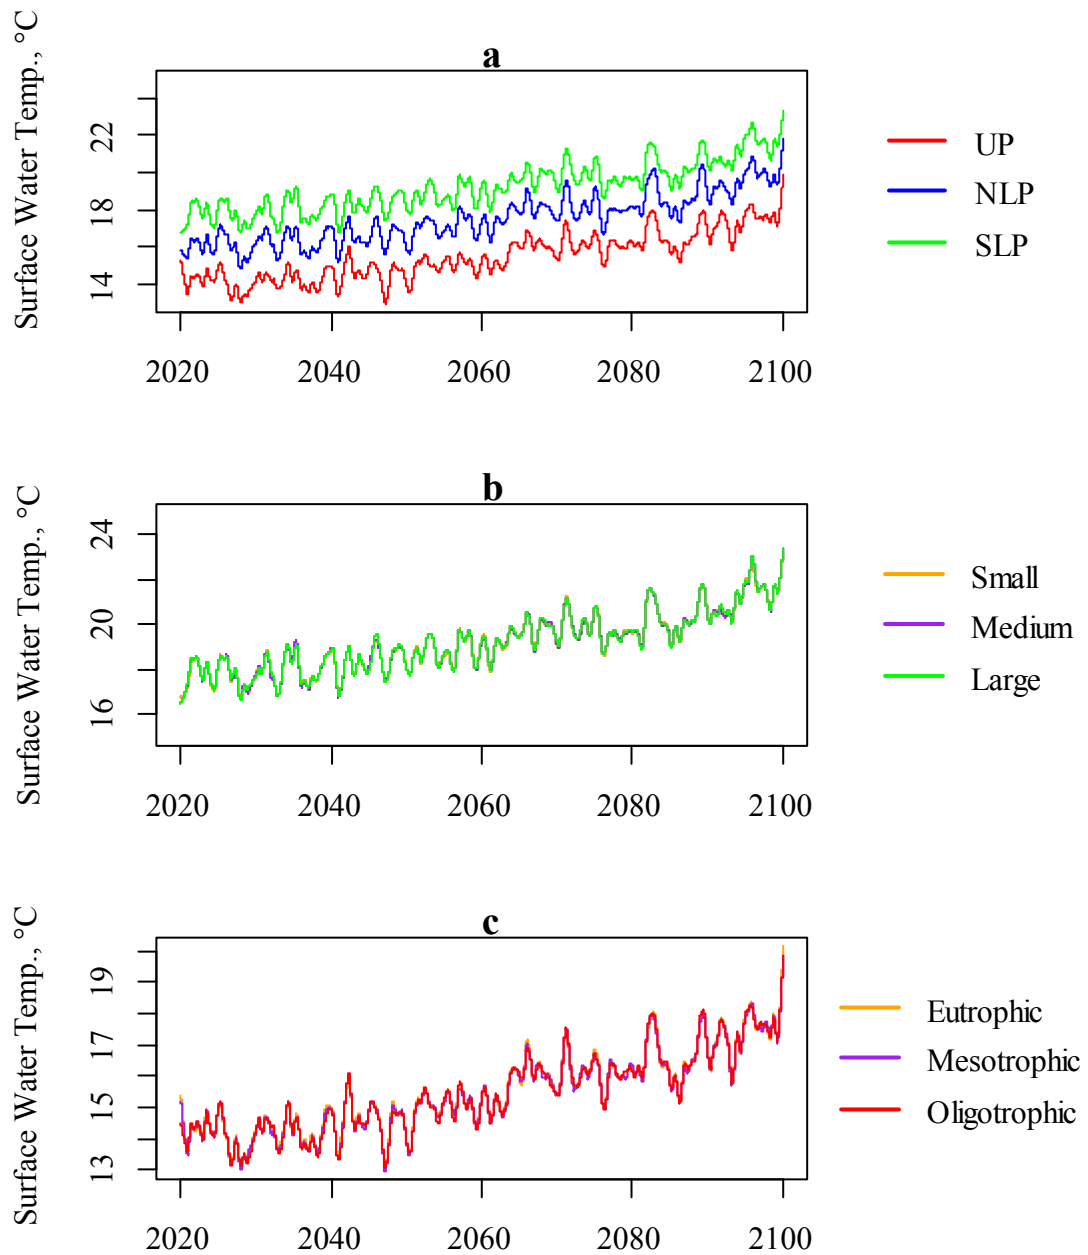 a
Surface Water Temp., °C
22
18
14
2020 2040 2060 2080 2100
UP
NLP
SLP
b
Surface Water Temp., °C
24
20
16
2020 2040 2060 2080 2100
Small
Medium
Large
c
Surface Water Temp., °C
19
17
15
13
2020 2040 2060 2080 2100
Eutrophic
Mesotrophic
Oligotrophic